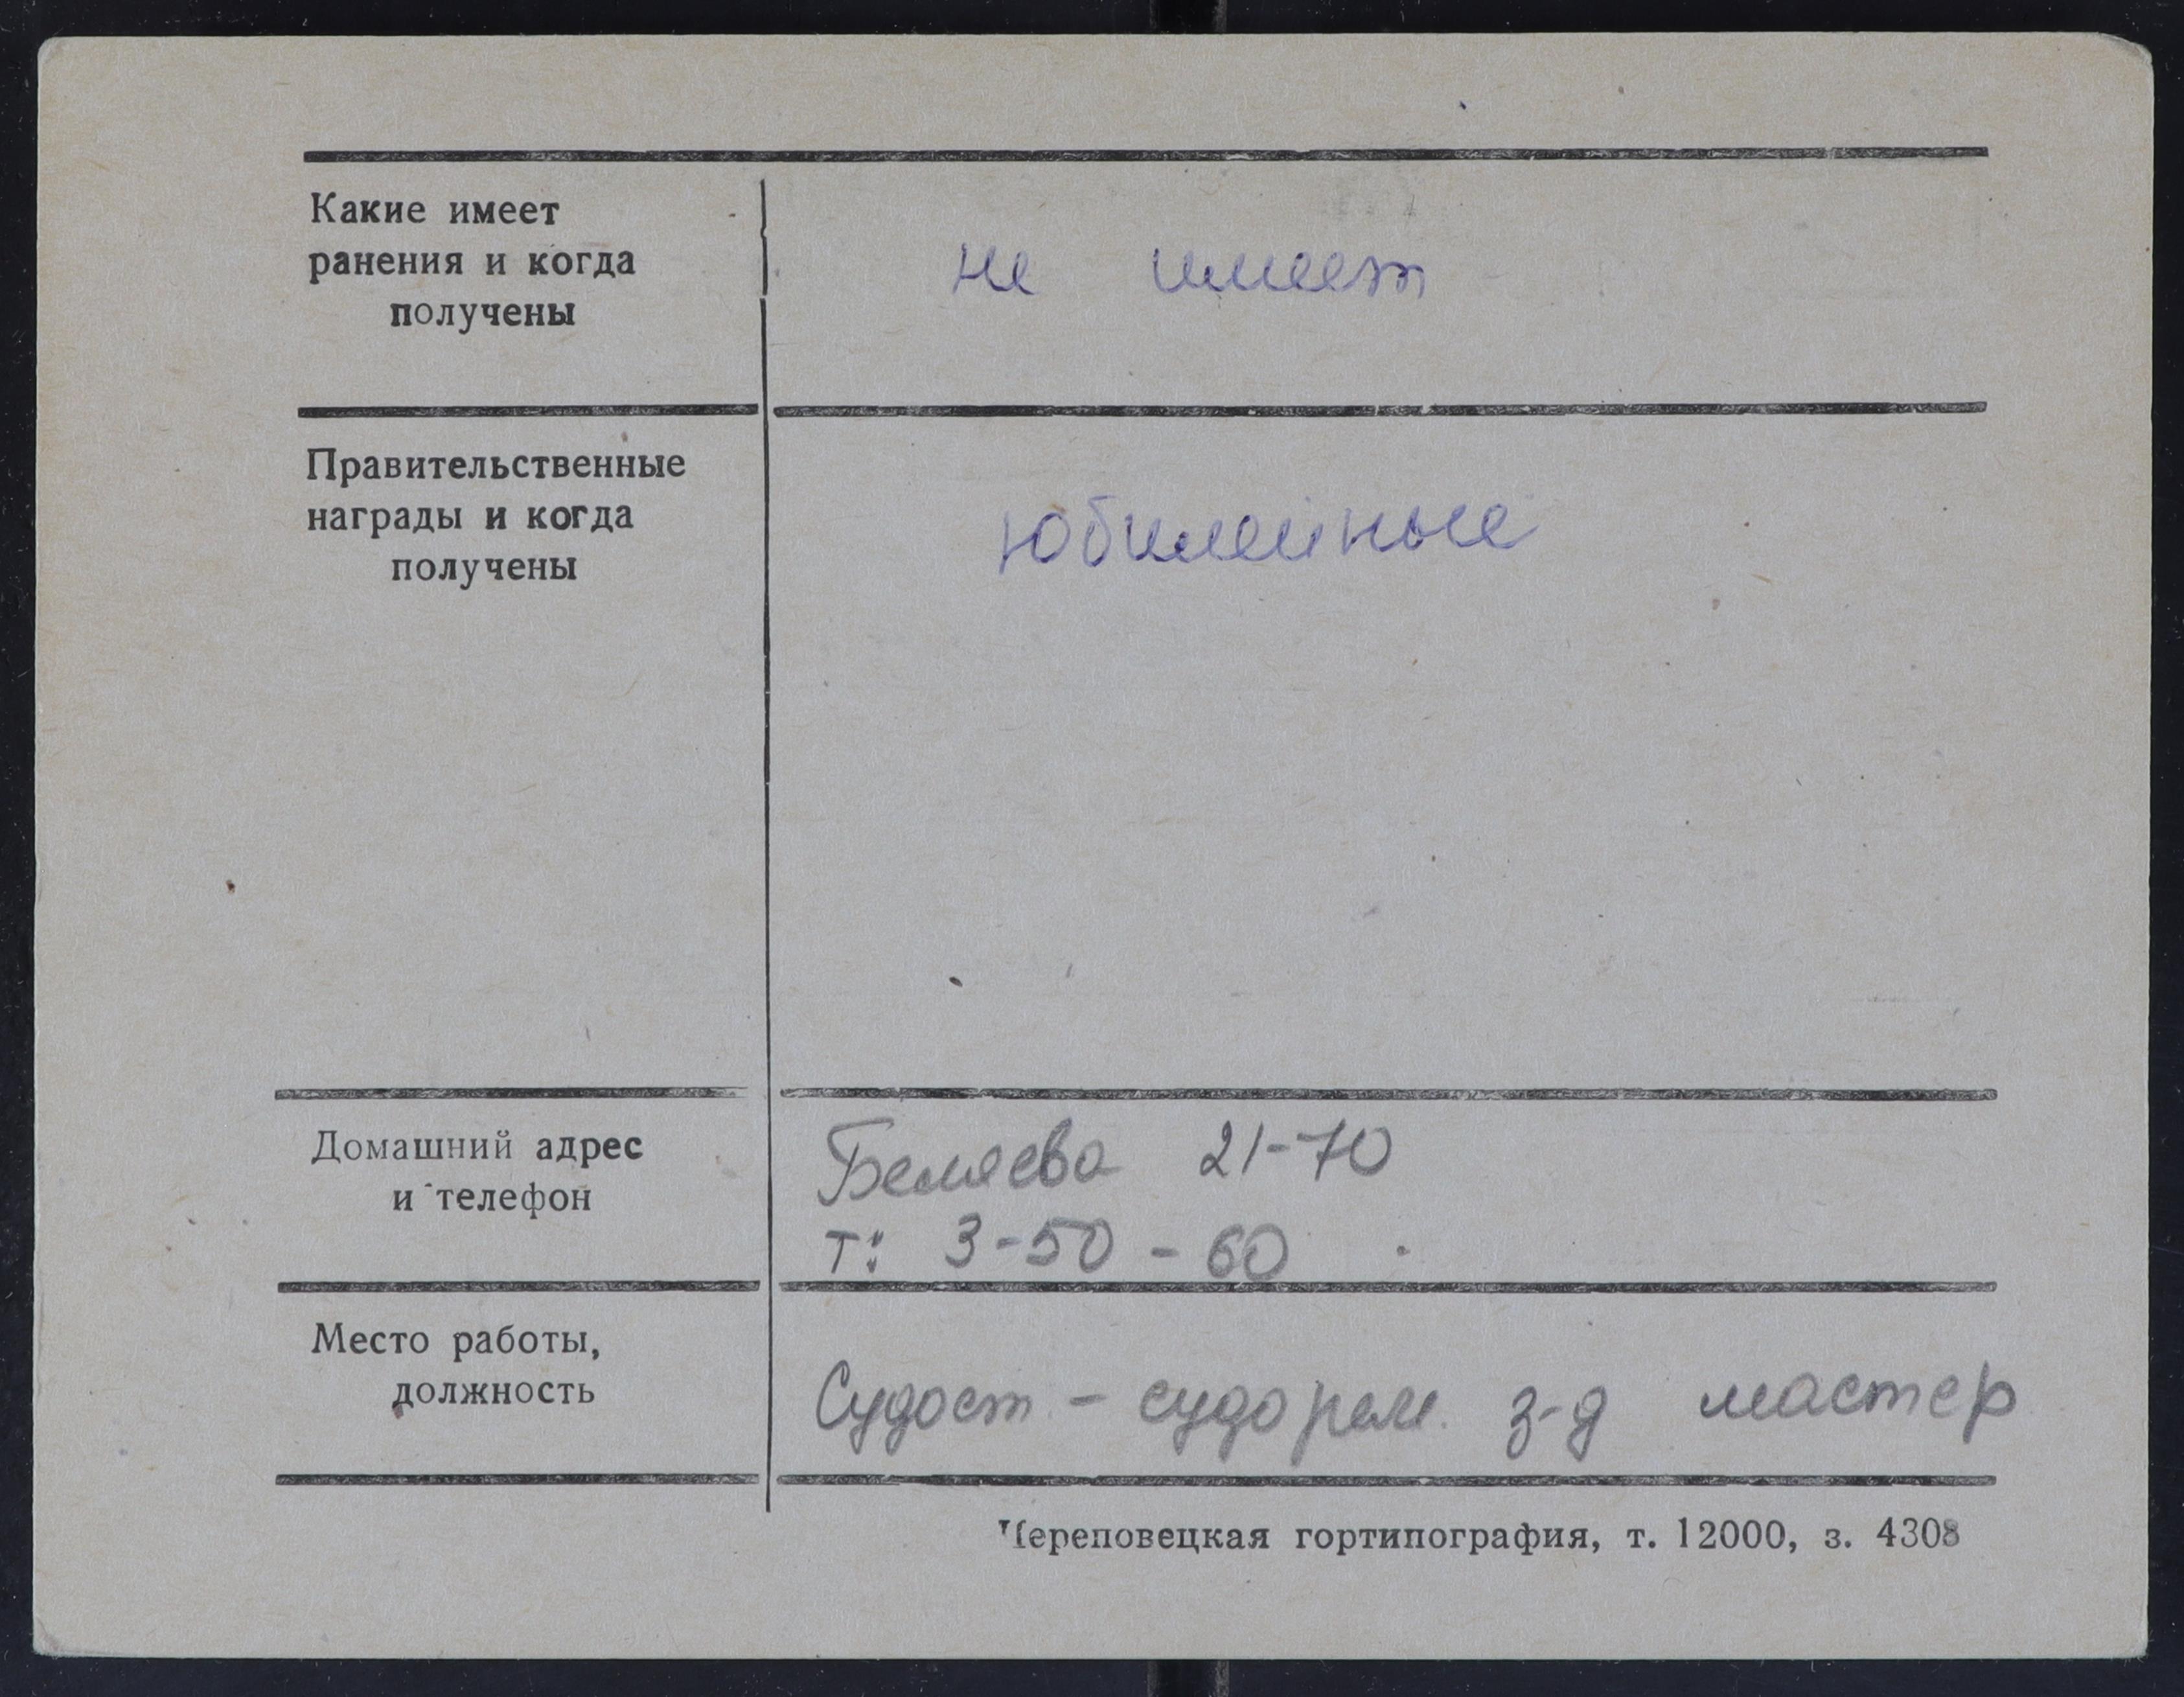 Какие имеет
ранения и когда
получены
не имеет
Правительственные
награды и когда
получены
юбилейные
Домашний адрес
и телефон
Беляева 21-70
т: 3-50-60
Место работы,
должность
Судост-судорем. з-д мастер
Череповецкая гортипография, т. 12000, з. 4308